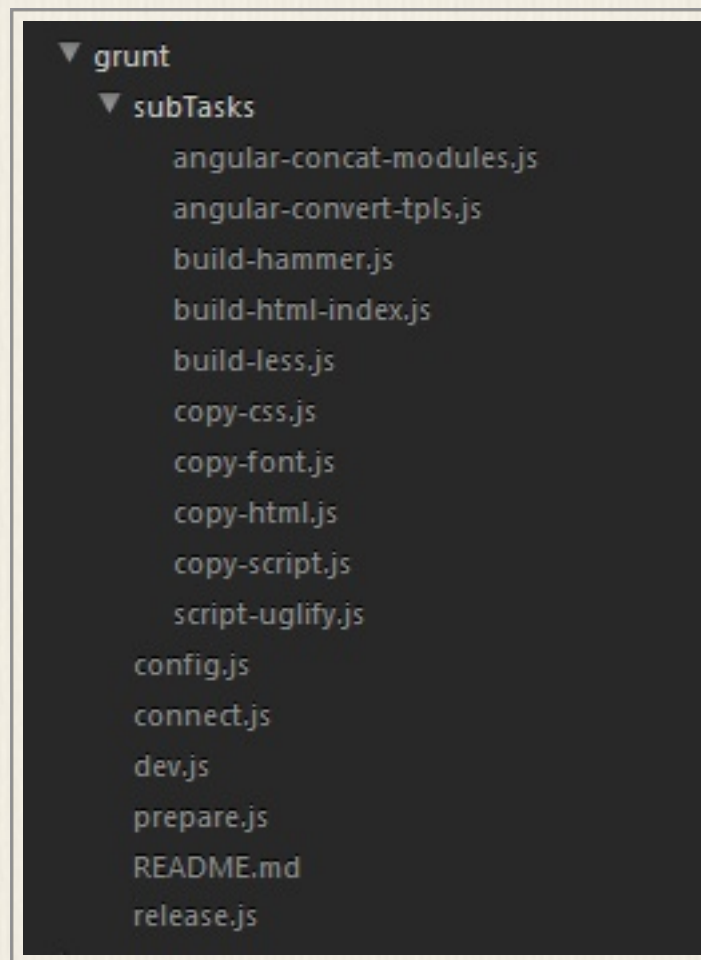 grunt
subTasks
angular-concat-modules.js
angular-convert-tpls.js
build-hammer.js
build-html-index.js
build-less.js
copy-css.js
copy-font.js
copy-html.js
copy-script.js
script-uglify.js
config.js
connect.js
dev.js
prepare.js
README.md
release.js